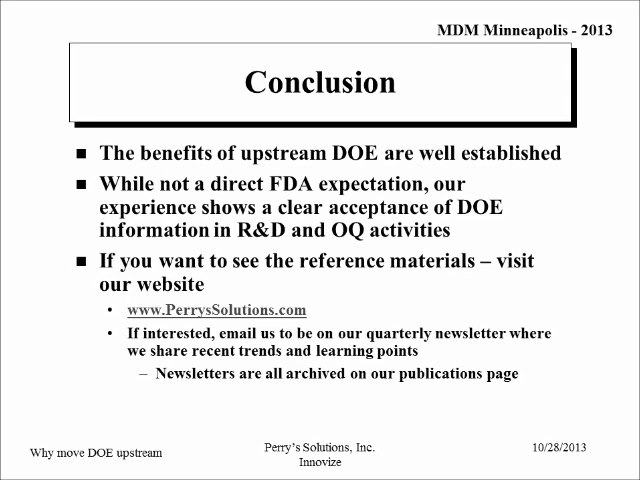 MDM Minneapolis - 2013
Conclusion
■ The benefits of upstream DOE are well established
■ While not a direct FDA expectation, our
experience shows a clear acceptance of DOE
information in R&D and OQ activities
■ If you want to see the reference materials – visit
our website
• www.PerrysSolutions.com
• If interested, email us to be on our quarterly newsletter where
we share recent trends and learning points
– Newsletters are all archived on our publications page
Why move DOE upstream
Perry's Solutions, Inc.
Innovize
10/28/2013